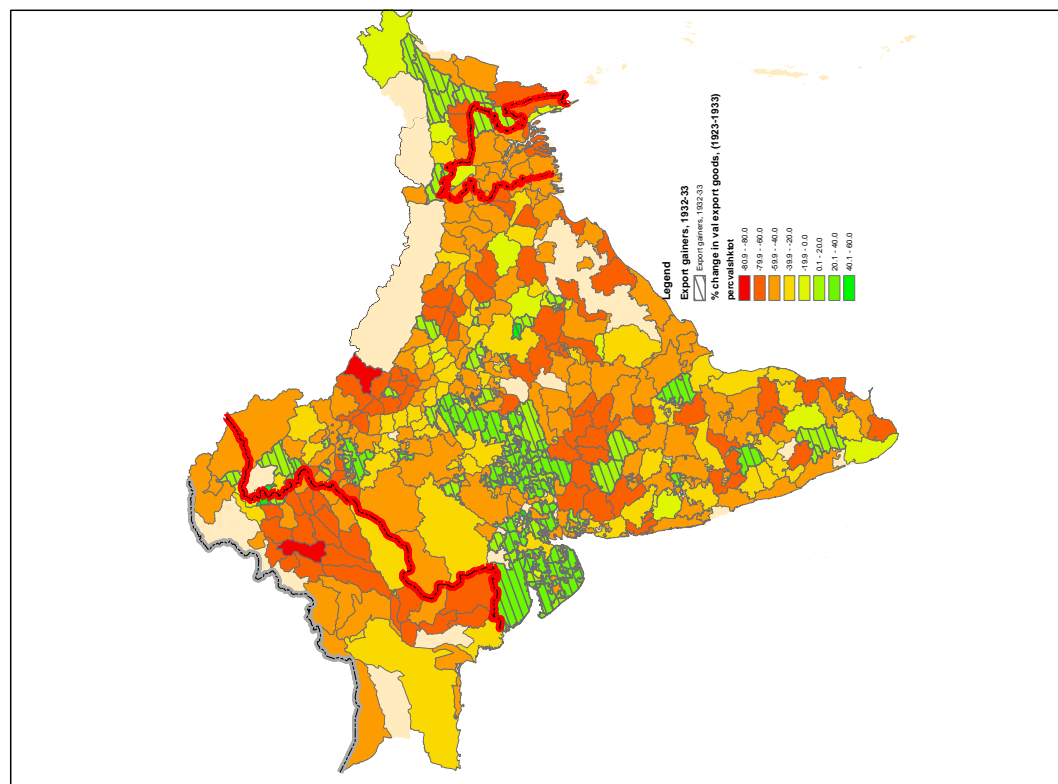 Legend
Export gainers, 1932-33
Export gainers, 1932-33
% change in val export goods, (1923-1933)
percvalshktot
-80.9 - -80.0
-79.9 - -60.0
-59.9 - -40.0
-39.9 - -20.0
-19.9 - 0.0
0.1 - 20.0
20.1 - 40.0
40.1 - 60.0